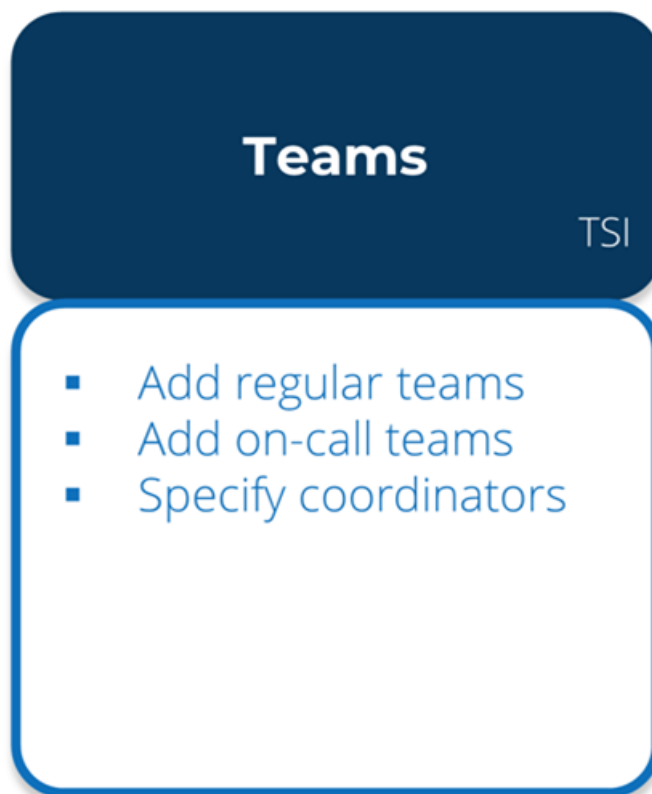 Teams
TSI
▪ Add regular teams
▪ Add on-call teams
▪ Specify coordinators